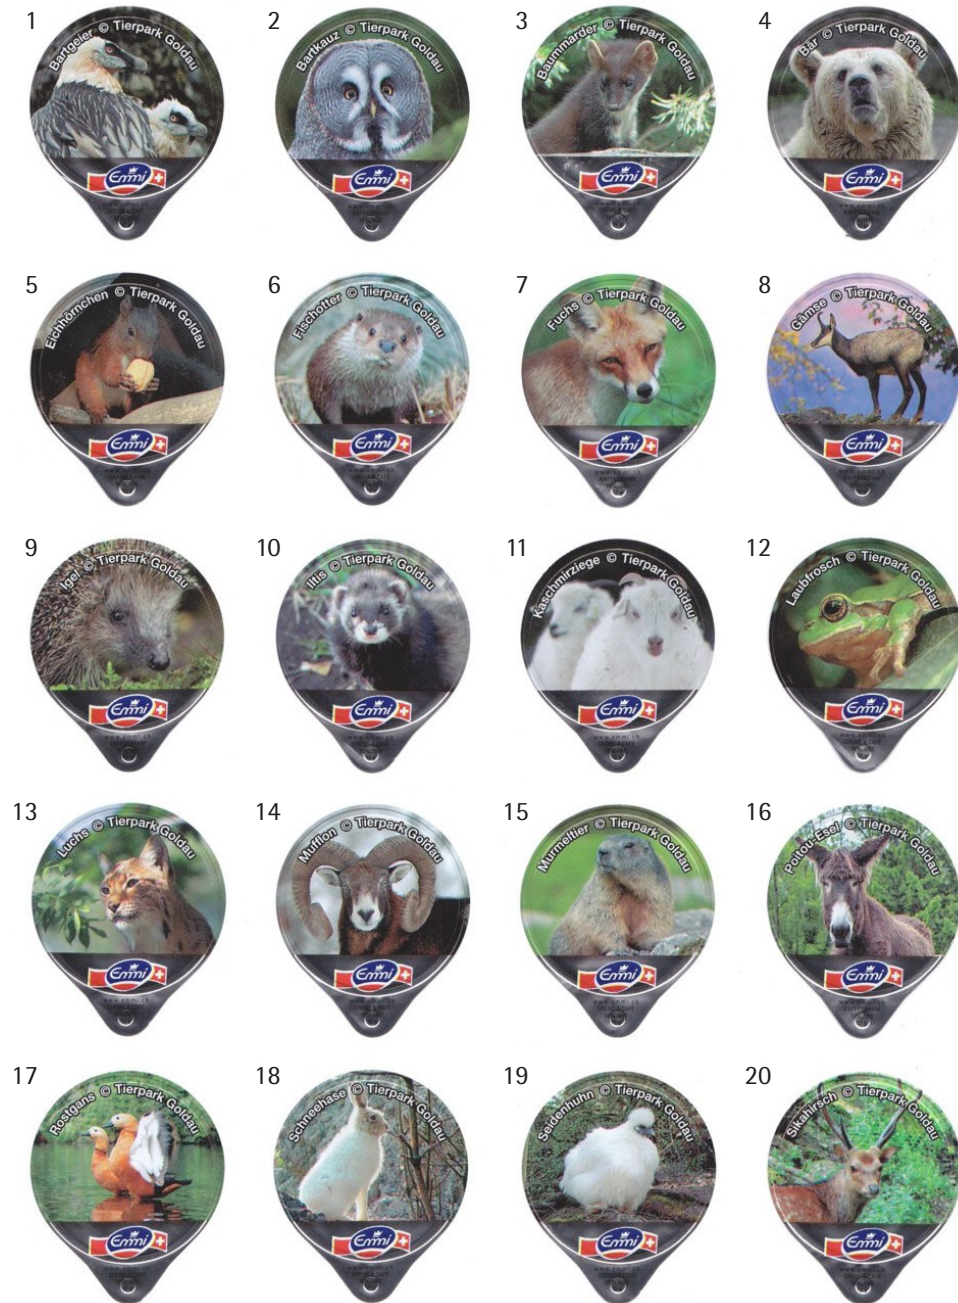 1
Bartgeier © Tierpark Goldau
Emmi
2
Bartkauz © Tierpark Goldau
Emmi
3
Baummarder © Tierpark Goldau
Emmi
4
Bär © Tierpark Goldau
Emmi
5
Eichhörnchen © Tierpark Goldau
Emmi
6
Fischotter © Tierpark Goldau
Emmi
7
Fuchs © Tierpark Goldau
Emmi
8
Gämse © Tierpark Goldau
Emmi
9
Igel © Tierpark Goldau
Emmi
10
Iltis © Tierpark Goldau
Emmi
11
Kaschmirziege © Tierpark Goldau
Emmi
12
Laubfrosch © Tierpark Goldau
Emmi
13
Luchs © Tierpark Goldau
Emmi
14
Mufflon © Tierpark Goldau
Emmi
15
Murmeltier © Tierpark Goldau
Emmi
16
Poitou-Esel © Tierpark Goldau
Emmi
17
Rostgans © Tierpark Goldau
Emmi
18
Schneehase © Tierpark Goldau
Emmi
19
Seidenhuhn © Tierpark Goldau
Emmi
20
Sikahirsch © Tierpark Goldau
Emmi